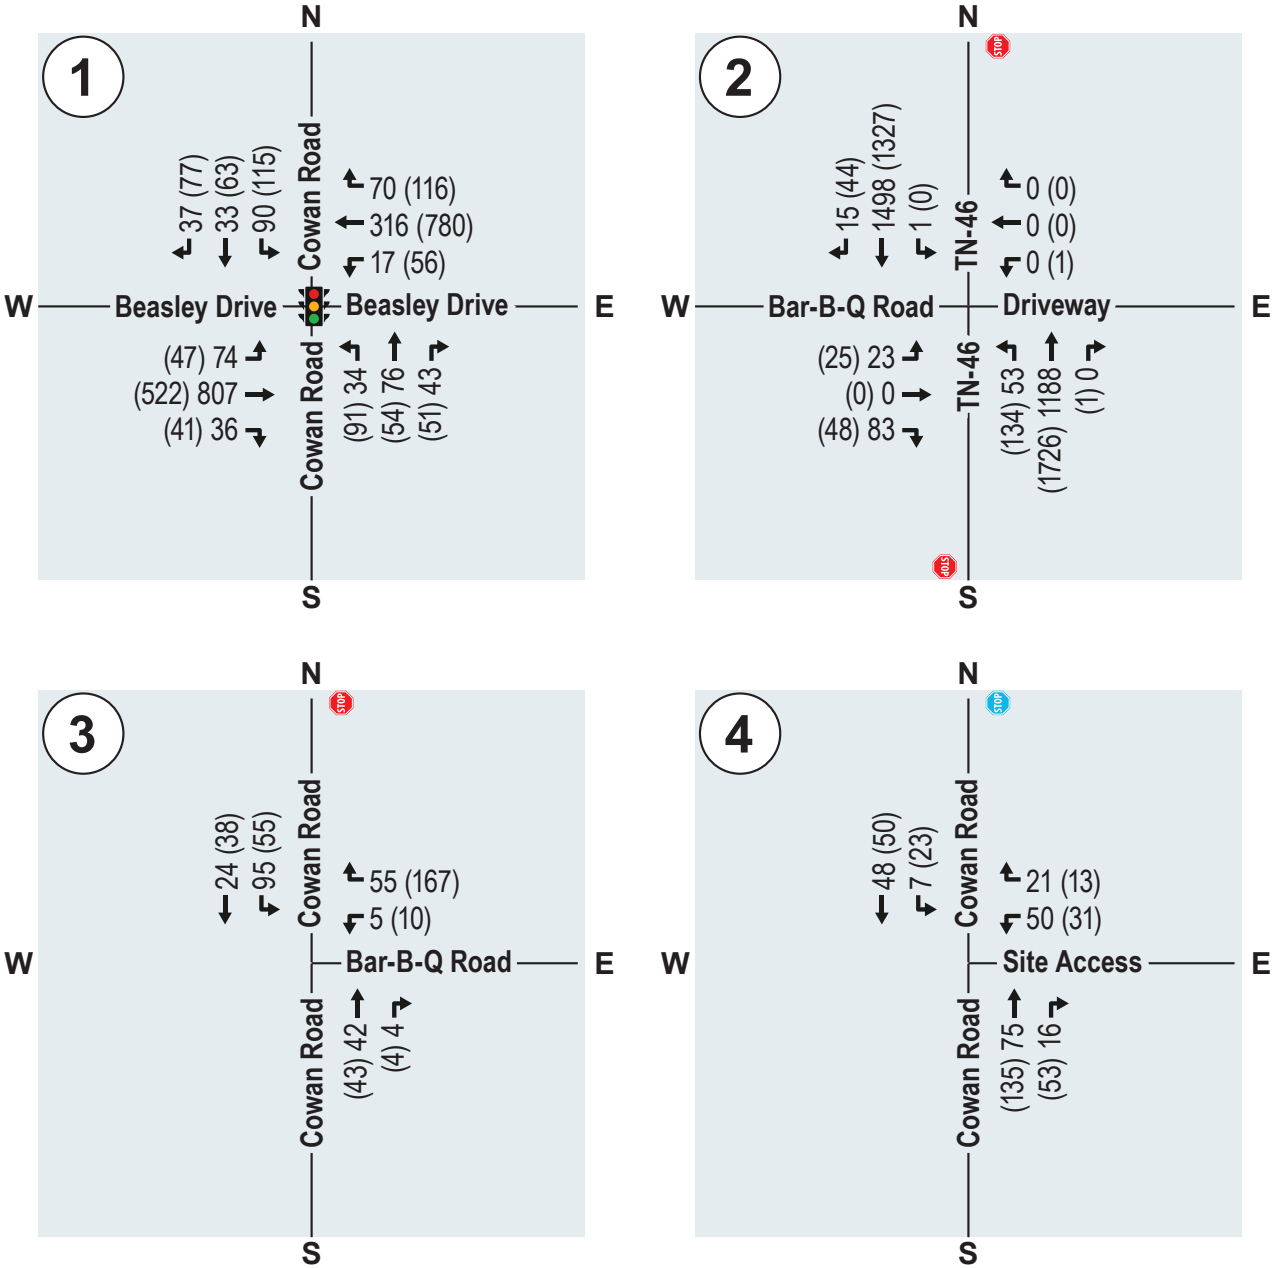 N
1
37 (77)
33 (63)
90 (115)
Cowan Road
70 (116)
316 (780)
17 (56)
W
Beasley Drive
Beasley Drive
E
(47) 74
(522) 807
(41) 36
Cowan Road
(91) 34
(54) 76
(51) 43
S
N
STOP
2
15 (44)
1498 (1327)
1 (0)
TN-46
0 (0)
0 (0)
0 (1)
W
Bar-B-Q Road
Driveway
E
(25) 23
(0) 0
(48) 83
TN-46
(134) 53
(1726) 1188
(1) 0
STOP
S
N
STOP
3
24 (38)
95 (55)
Cowan Road
55 (167)
5 (10)
W
Bar-B-Q Road
E
Cowan Road
(43) 42
(4) 4
S
N
STOP
4
48 (50)
7 (23)
Cowan Road
21 (13)
50 (31)
W
Site Access
E
Cowan Road
(135) 75
(53) 16
S